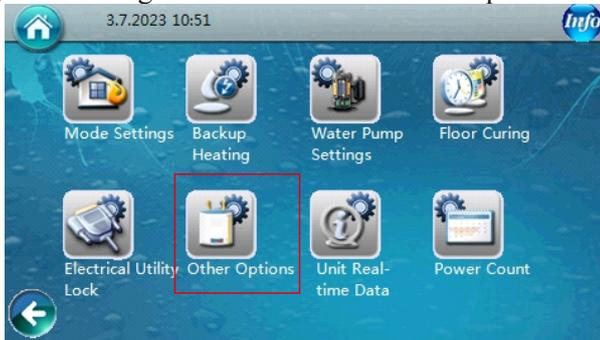 3.7.2023 10:51
Info
Mode Settings
Backup
Heating
Water Pump
Settings
Floor Curing
Electrical Utility
Lock
Other Options
Unit Real-
time Data
Power Count